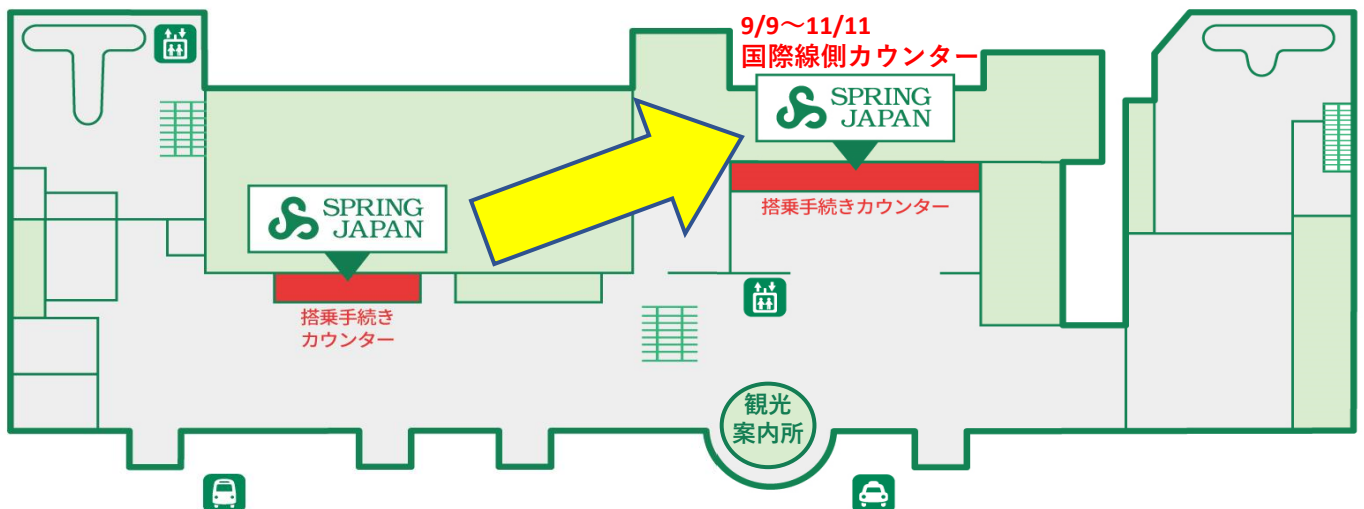 9/9～11/11
国際線側カウンター
SPRING
JAPAN
搭乗手続きカウンター
SPRING
JAPAN
搭乗手続き
カウンター
観光
案内所